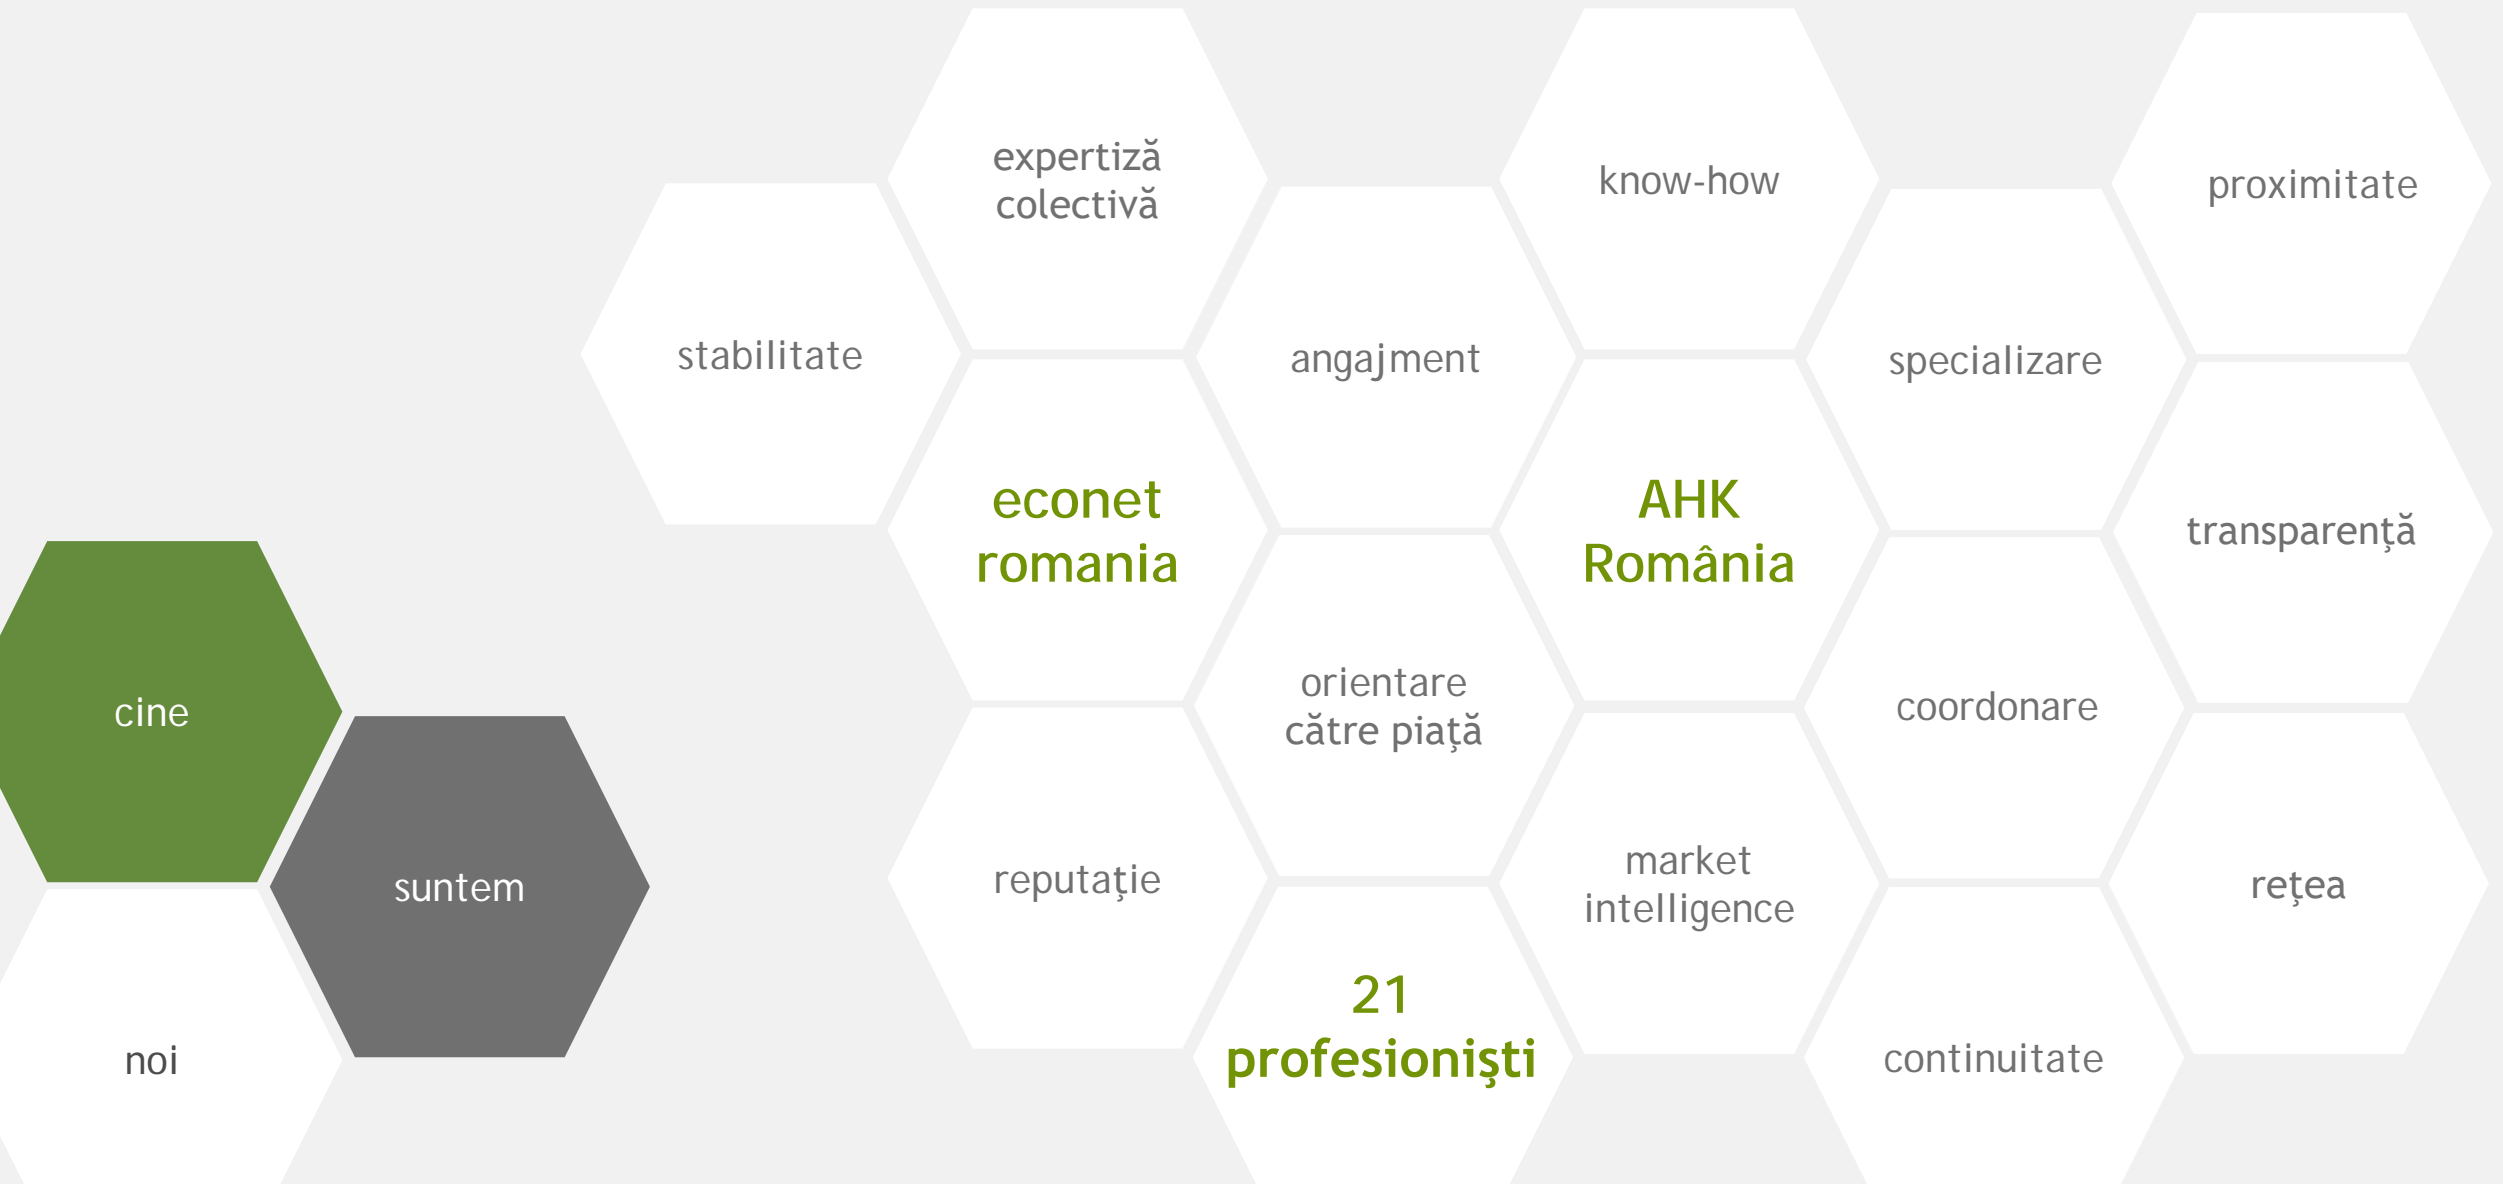 cine
suntem
noi
stabilitate
expertiză
colectivă
econet
romania
reputaţie
angajment
orientare
către piaţă
21
profesionişti
know-how
AHK
România
market
intelligence
specializare
coordonare
continuitate
proximitate
transparenţă
reţea